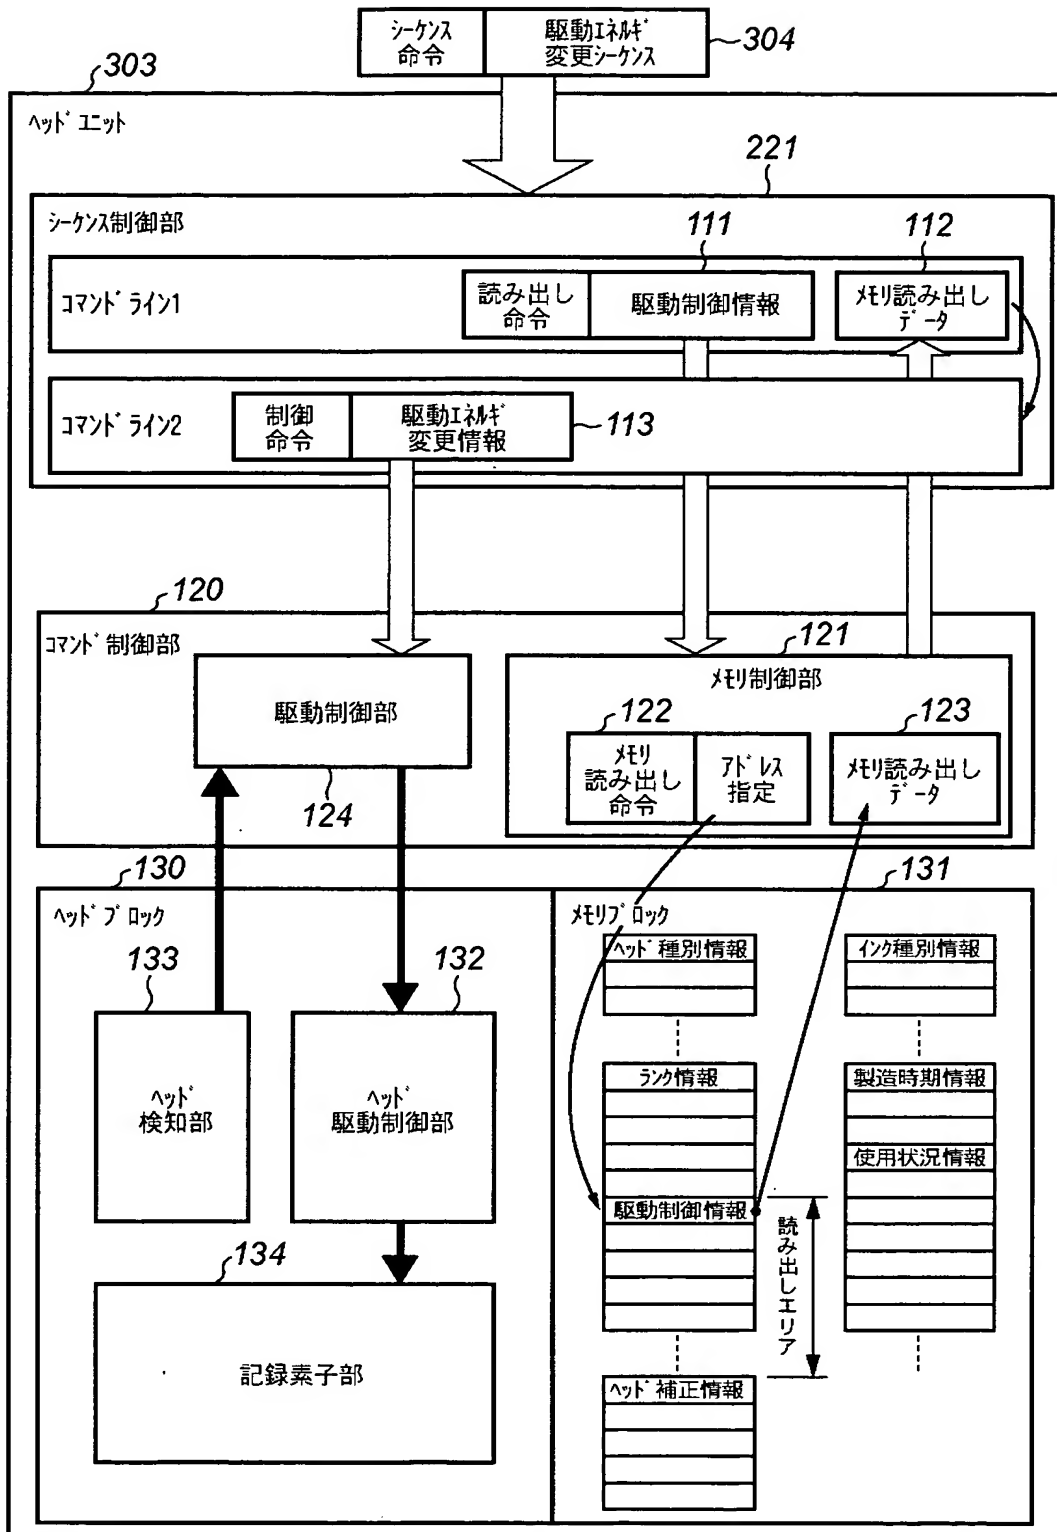 ｼｰｹﾝｽ
命令
駆動ｴﾈﾙｷﾞ
変更ｼｰｹﾝｽ
304
303
ﾍｯﾄﾞﾕﾆｯﾄ
221
ｼｰｹﾝｽ制御部
111
112
ｺﾏﾝﾄﾞﾗｲﾝ1
読み出し
命令
駆動制御情報
ﾒﾓﾘ読み出し
ﾃﾞｰﾀ
ｺﾏﾝﾄﾞﾗｲﾝ2
制御
命令
駆動ｴﾈﾙｷﾞ
変更情報
113
120
ｺﾏﾝﾄﾞ制御部
121
ﾒﾓﾘ制御部
駆動制御部
124
122
123
ﾒﾓﾘ
読み出し
命令
ｱﾄﾞﾚｽ
指定
ﾒﾓﾘ読み出し
ﾃﾞｰﾀ
130
131
ﾍｯﾄﾞﾌﾞﾛｯｸ
ﾒﾓﾘﾌﾞﾛｯｸ
133
132
ﾍｯﾄﾞ
検知部
ﾍｯﾄﾞ
駆動制御部
134
記録素子部
ﾍｯﾄﾞ種別情報
ｲﾝｸ種別情報
ﾗﾝｸ情報
製造時期情報
使用状況情報
駆動制御情報
読み出しエリア
ﾍｯﾄﾞ補正情報